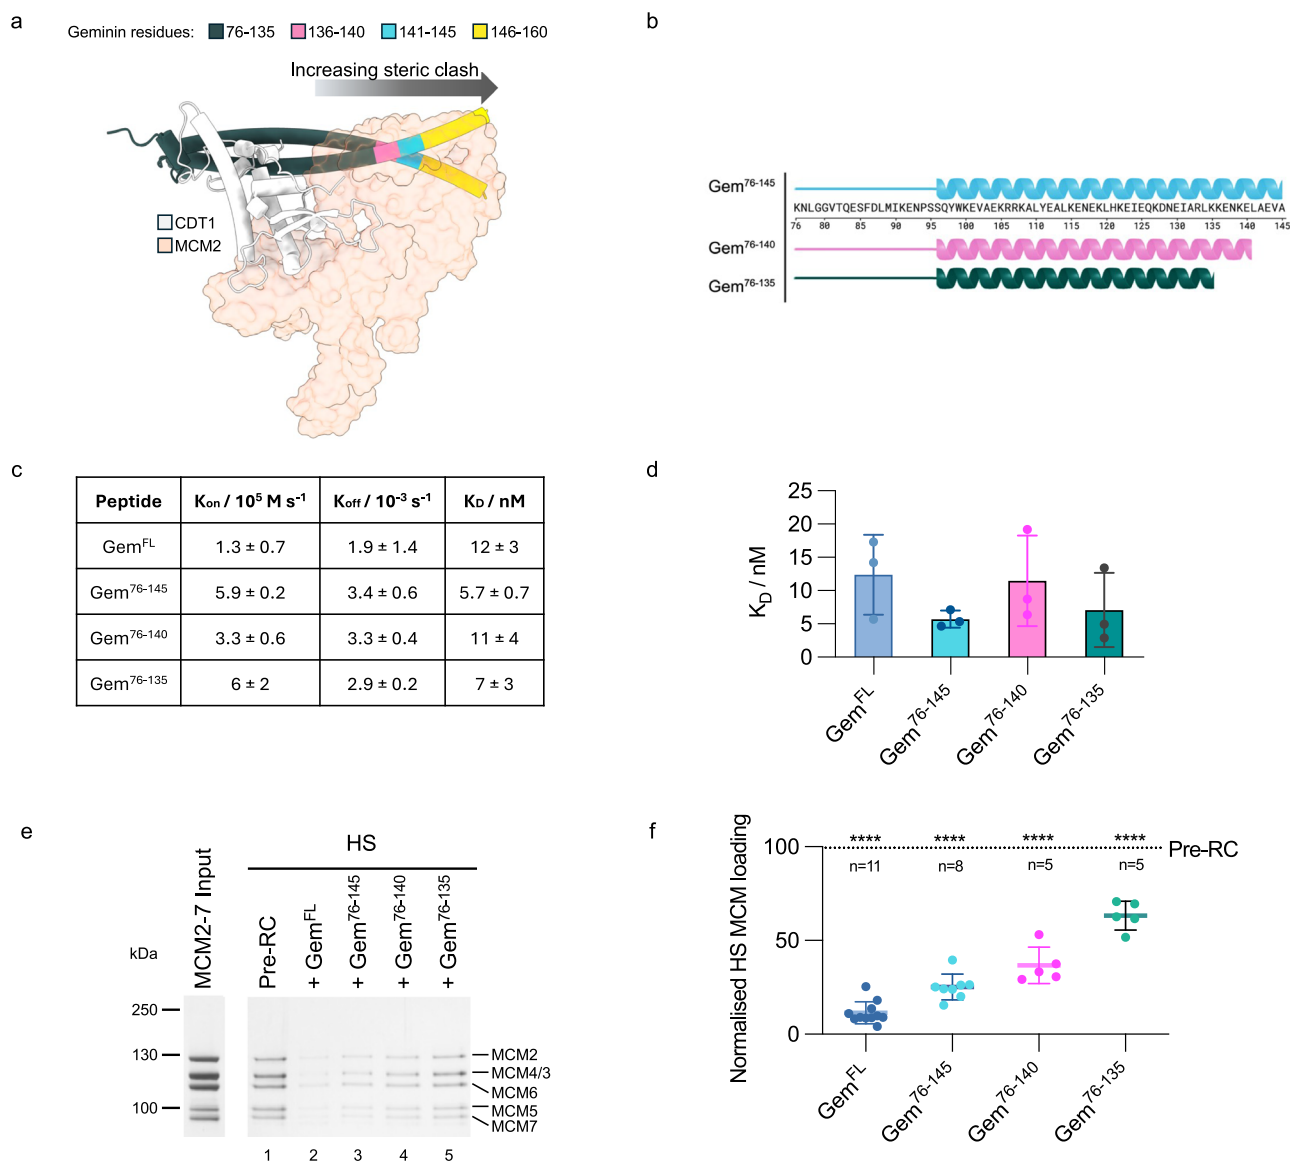 a
Geminin residues: 76-135 136-140 141-145 146-160
Increasing steric clash
CDT1
MCM2
b
Gem76-145
KNLGGVTQESFDLMIKENPSSQYWKEVAEKRRKALYEALKENEKLHKEIEQKDNEIARLKKENKELAEVA
76 80 85 90 95 100 105 110 115 120 125 130 135 140 145
Gem76-140
Gem76-135
c
Peptide Kon / 10^5 M s^-1 Koff / 10^-3 s^-1 KD / nM
GemFL 1.3 ± 0.7 1.9 ± 1.4 12 ± 3
Gem76-145 5.9 ± 0.2 3.4 ± 0.6 5.7 ± 0.7
Gem76-140 3.3 ± 0.6 3.3 ± 0.4 11 ± 4
Gem76-135 6 ± 2 2.9 ± 0.2 7 ± 3
d
KD / nM
25
20
15
10
5
0
GemFL
Gem76-145
Gem76-140
Gem76-135
e
HS
kDa
MCM2-7 Input
Pre-RC
+ GemFL
+ Gem76-145
+ Gem76-140
+ Gem76-135
250
130
100
MCM2
MCM4/3
MCM6
MCM5
MCM7
1 2 3 4 5
f
Normalised HS MCM loading
100
50
0
**** **** **** ****
Pre-RC
n=11 n=8 n=5 n=5
GemFL
Gem76-145
Gem76-140
Gem76-135